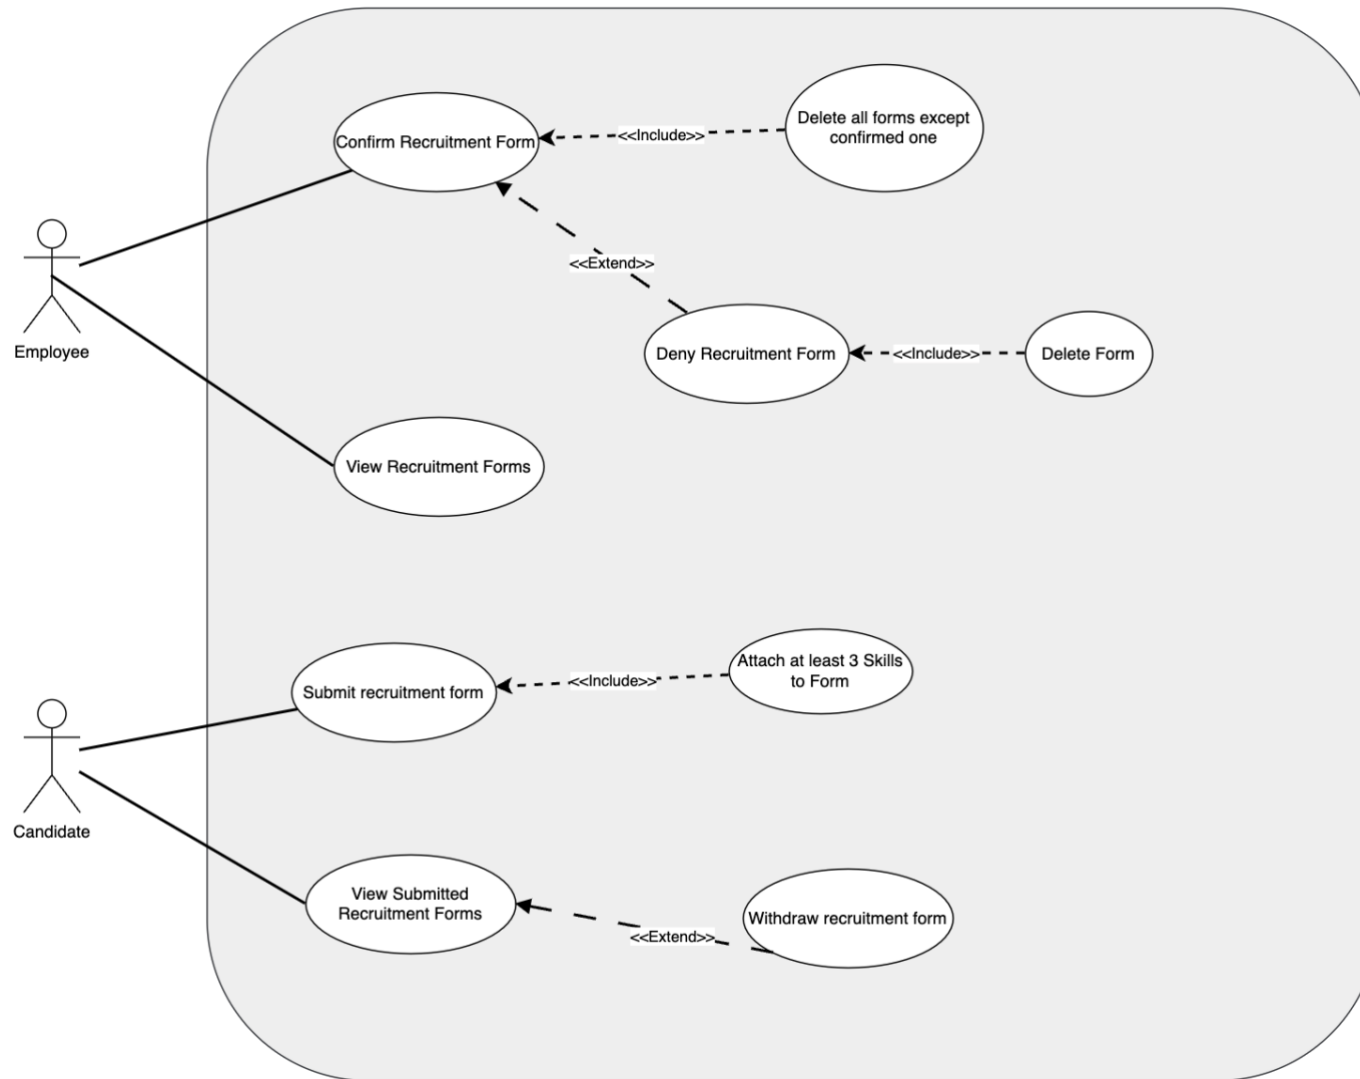 Delete all forms except
confirmed one
Confirm Recruitment Form
<<Include>>
<<Extend>>
Employee
Deny Recruitment Form
<<Include>>
Delete Form
View Recruitment Forms
Attach at least 3 Skills
to Form
Submit recruitment form
<<Include>>
Candidate
View Submitted
Recruitment Forms
Withdraw recruitment form
<<Extend>>